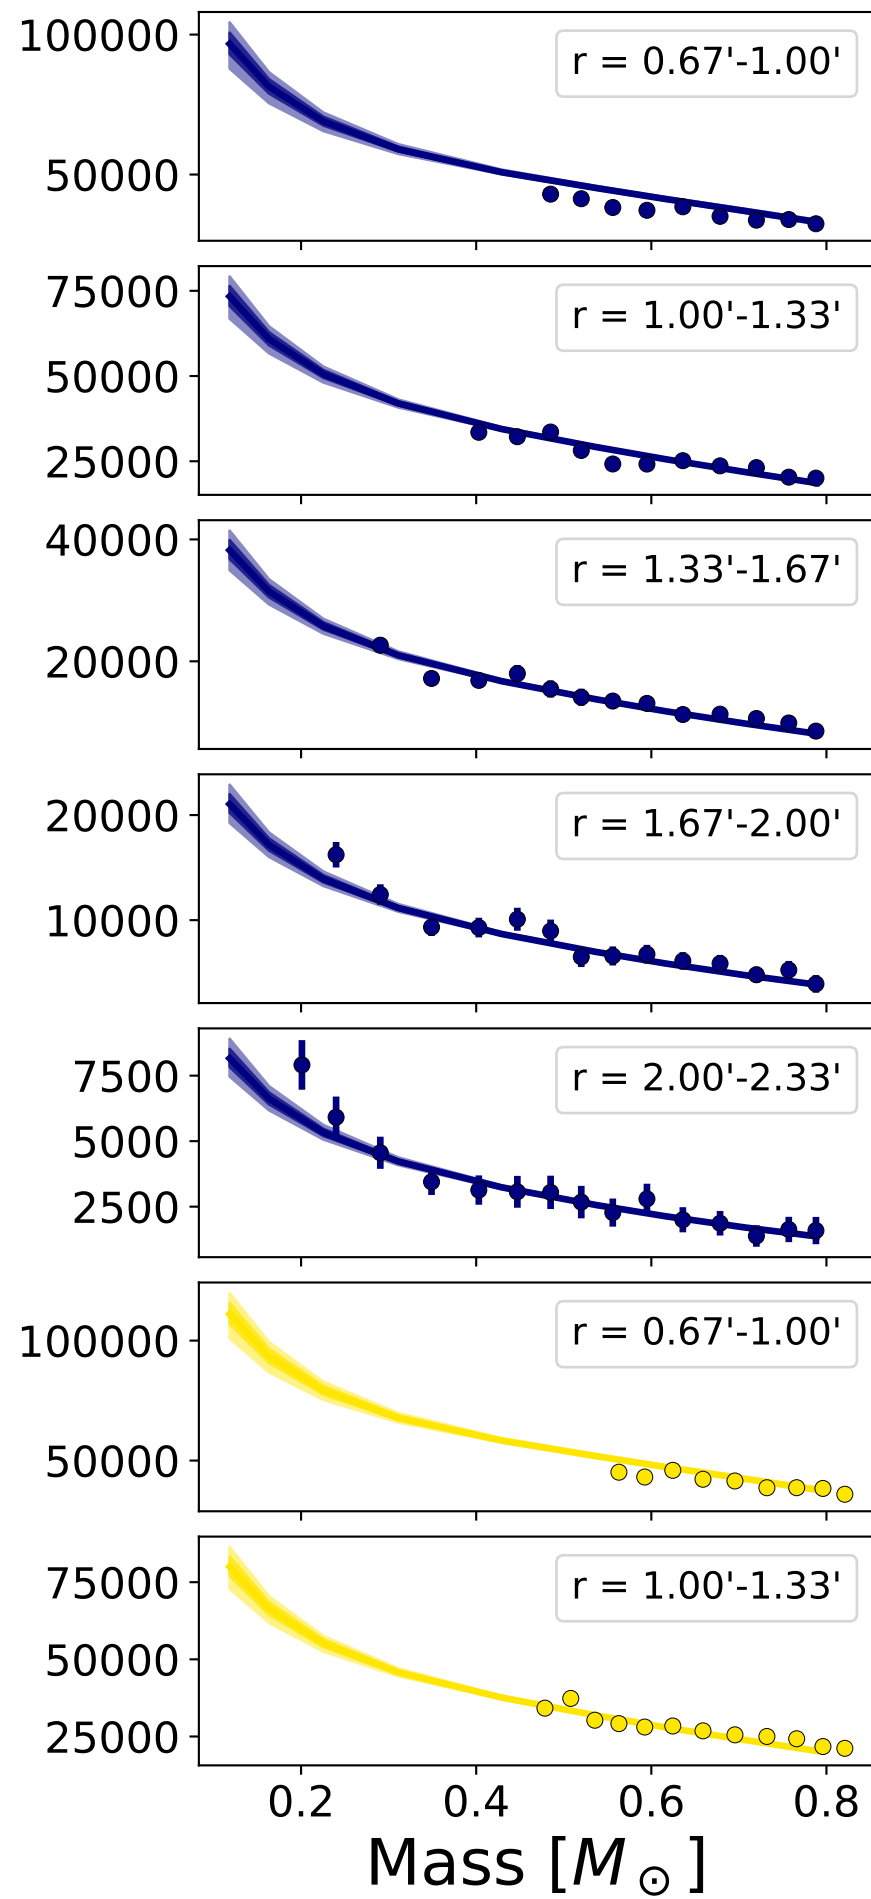 100000
50000
r = 0.67'-1.00'
75000
50000
25000
r = 1.00'-1.33'
40000
20000
r = 1.33'-1.67'
20000
10000
r = 1.67'-2.00'
7500
5000
2500
r = 2.00'-2.33'
100000
50000
r = 0.67'-1.00'
75000
50000
25000
r = 1.00'-1.33'
0.2 0.4 0.6 0.8
Mass [M⊙]